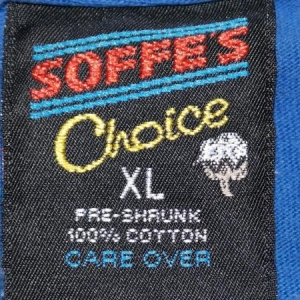 SOFFE'S
Choice
XL
PRE-SHRUNK
100% COTTON
CARE OVER